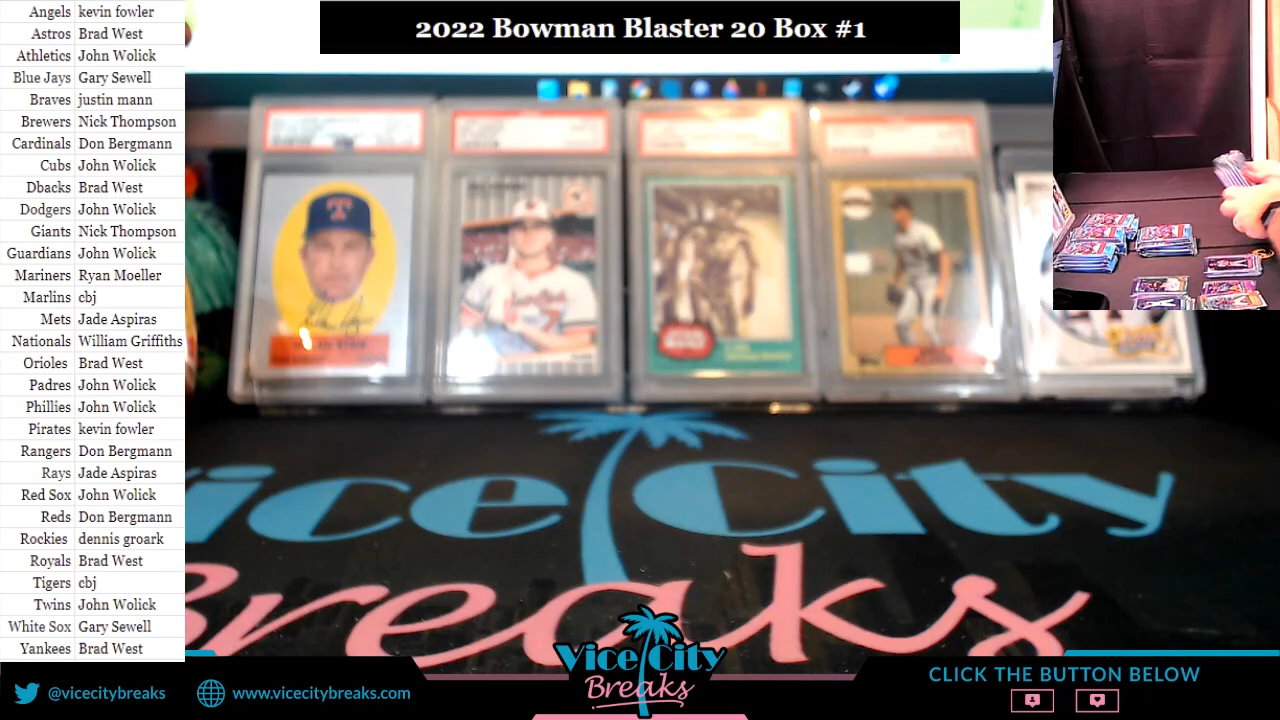 2022 Bowman Blaster 20 Box #1
Angels kevin fowler
Astros Brad West
Athletics John Wolick
Blue Jays Gary Sewell
Braves justin mann
Brewers Nick Thompson
Cardinals Don Bergmann
Cubs John Wolick
Dbacks Brad West
Dodgers John Wolick
Giants Nick Thompson
Guardians John Wolick
Mariners Ryan Moeller
Marlins cbj
Mets Jade Aspiras
Nationals William Griffiths
Orioles Brad West
Padres John Wolick
Phillies John Wolick
Pirates kevin fowler
Rangers Don Bergmann
Rays Jade Aspiras
Red Sox John Wolick
Reds Don Bergmann
Rockies dennis groark
Royals Brad West
Tigers cbj
Twins John Wolick
White Sox Gary Sewell
Yankees Brad West
T
ice City
Breaks
Vice City
Breaks
@vicecitybreaks
www.vicecitybreaks.com
CLICK THE BUTTON BELOW